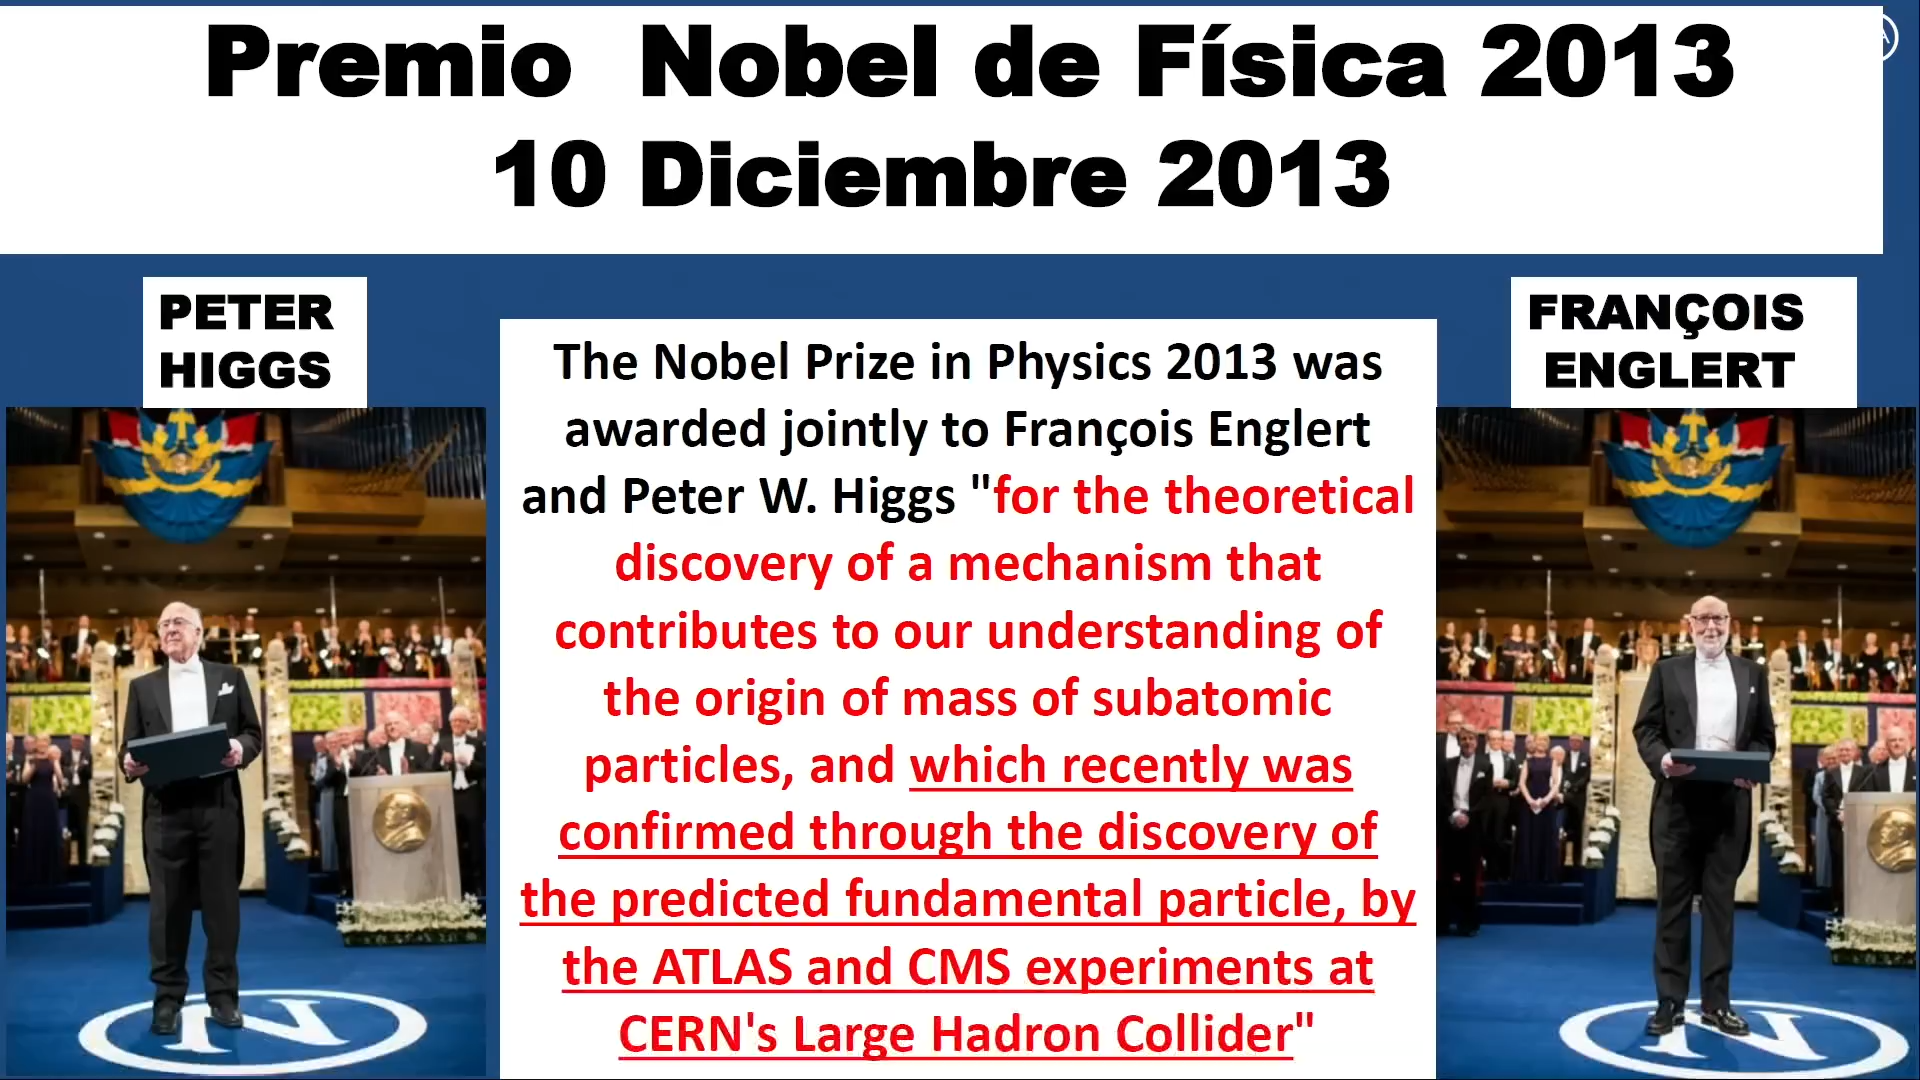 Premio Nobel de Física 2013
10 Diciembre 2013
PETER
HIGGS
FRANÇOIS
ENGLERT
The Nobel Prize in Physics 2013 was
awarded jointly to François Englert
and Peter W. Higgs "for the theoretical
discovery of a mechanism that
contributes to our understanding of
the origin of mass of subatomic
particles, and which recently was
confirmed through the discovery of
the predicted fundamental particle, by
the ATLAS and CMS experiments at
CERN's Large Hadron Collider"
N
N